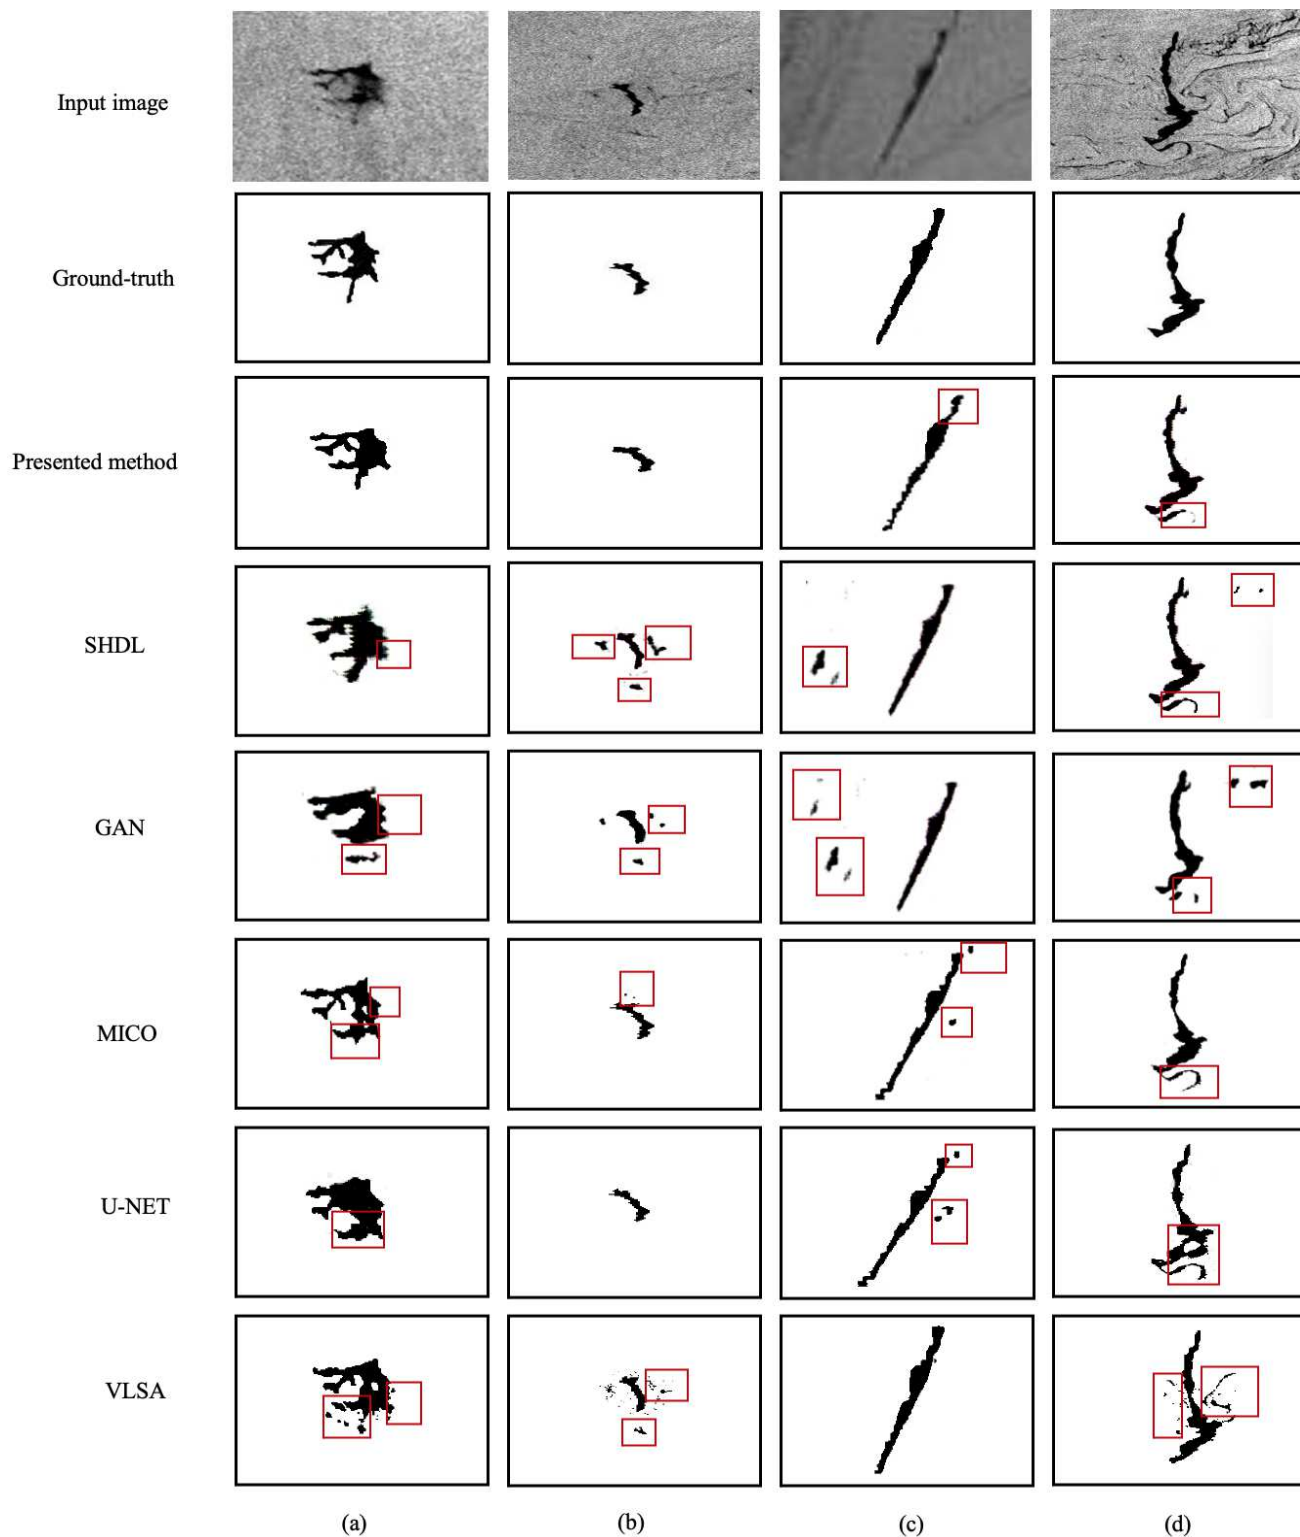 Input image
Ground-truth
Presented method
SHDL
GAN
MICO
U-NET
VLSA
(a) (b) (c) (d)